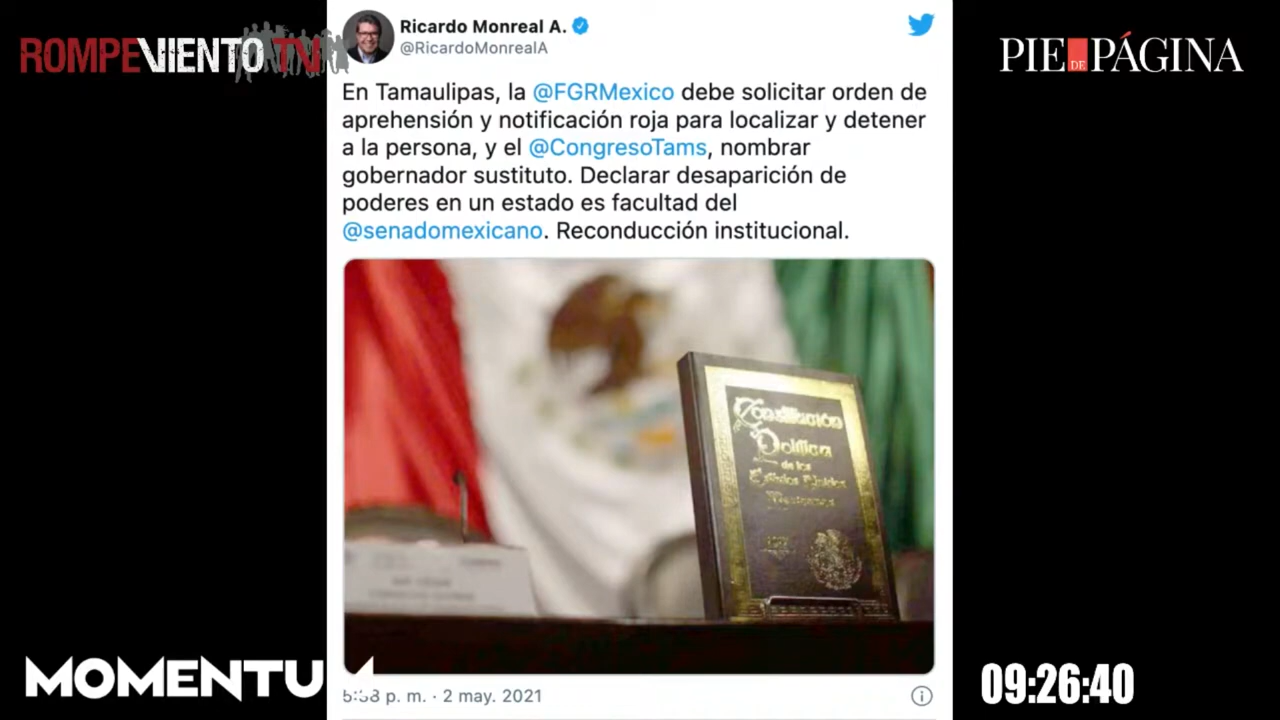 ROMPEVIENTO TV
PIE DE PÁGINA
Ricardo Monreal A.
@RicardoMonrealA
En Tamaulipas, la @FGRMexico debe solicitar orden de
aprehensión y notificación roja para localizar y detener
a la persona, y el @CongresoTams, nombrar
gobernador sustituto. Declarar desaparición de
poderes en un estado es facultad del
@senadomexicano. Reconducción institucional.
Constitución
Política
de los
Estados Unidos
Mexicanos
p. m. · 2 may. 2021
MOMENTU
09:26:40